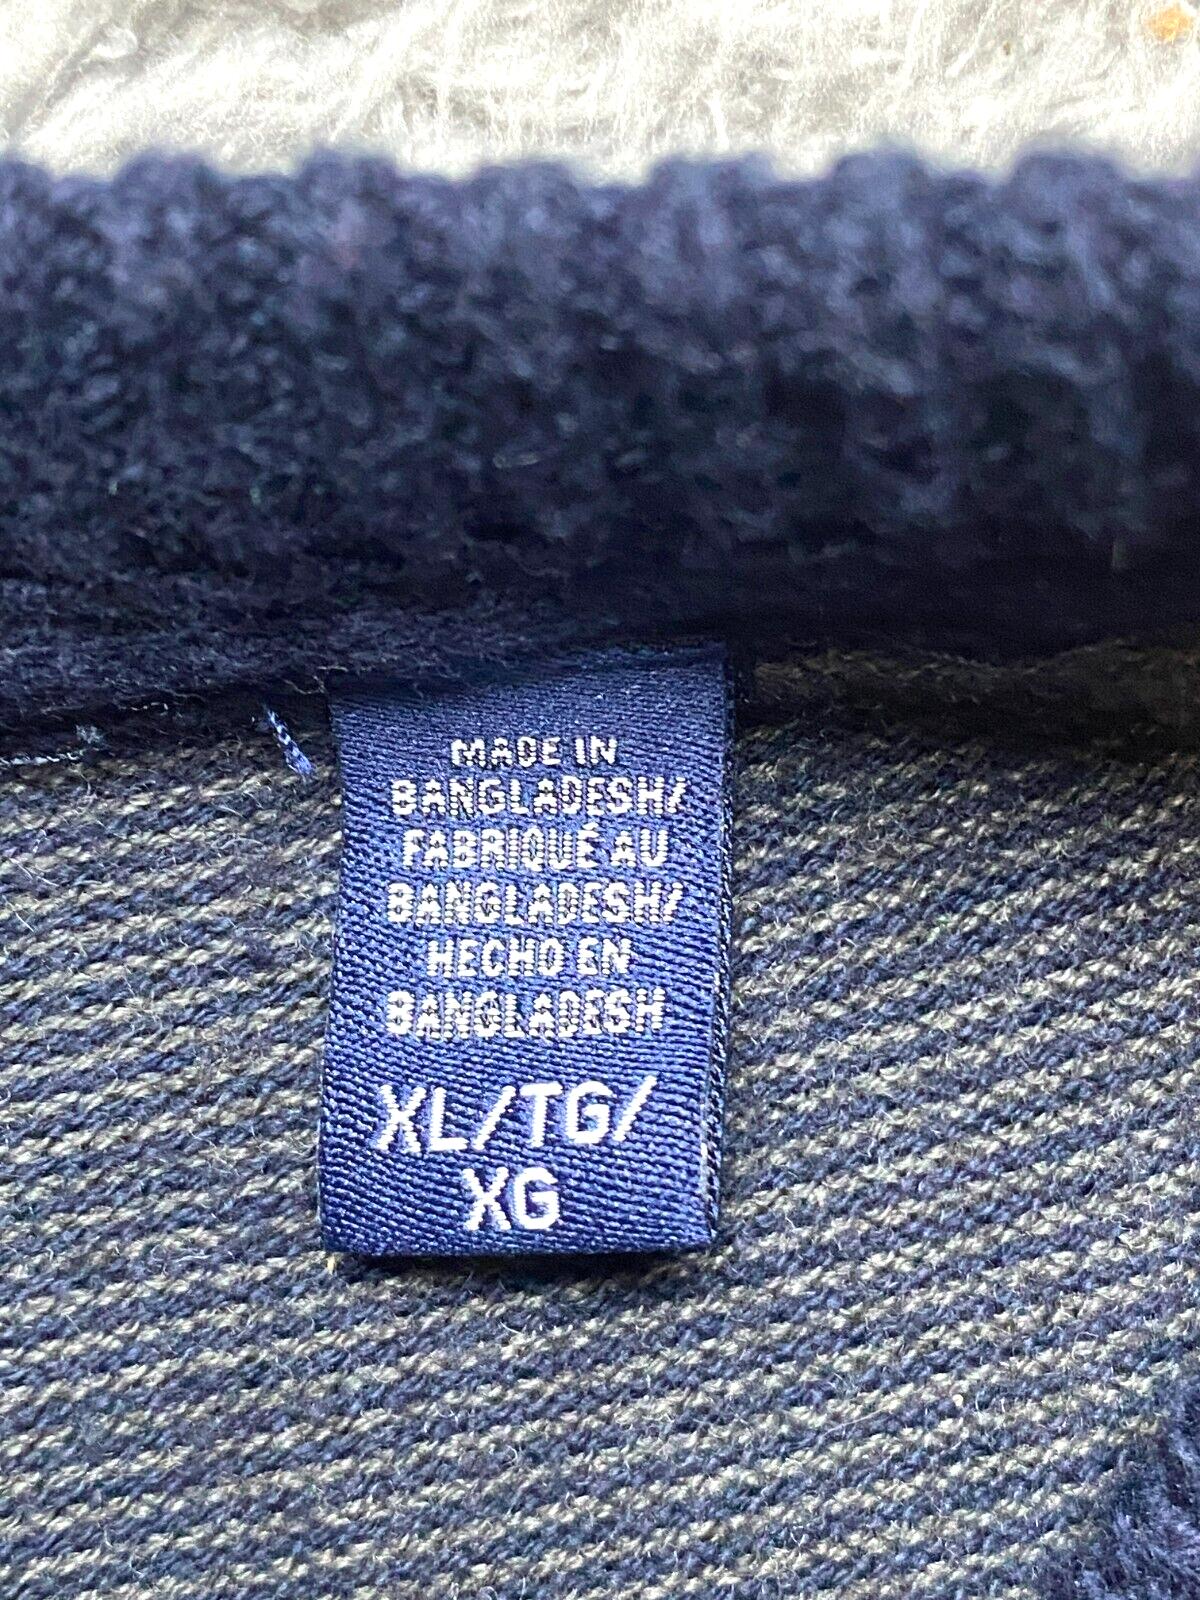 MADE IN
BANGLADESH/
FABRIQUÉ AU
BANGLADESH/
HECHO EN
BANGLADESH
XL/TG/
XG